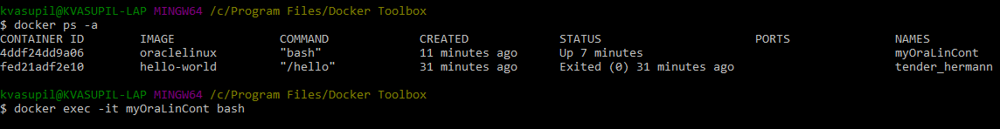 kvasupil@KVASUPIL-LAP MINGW64 /c/Program Files/Docker Toolbox
$ docker ps -a
CONTAINER ID        IMAGE               COMMAND             CREATED             STATUS                      PORTS               NAMES
4ddf24dd9a06        oraclelinux         "bash"              11 minutes ago      Up 7 minutes                                    myOraLinCont
fed21adf2e10        hello-world         "/hello"            31 minutes ago      Exited (0) 31 minutes ago                       tender_hermann
kvasupil@KVASUPIL-LAP MINGW64 /c/Program Files/Docker Toolbox
$ docker exec -it myOraLinCont bash